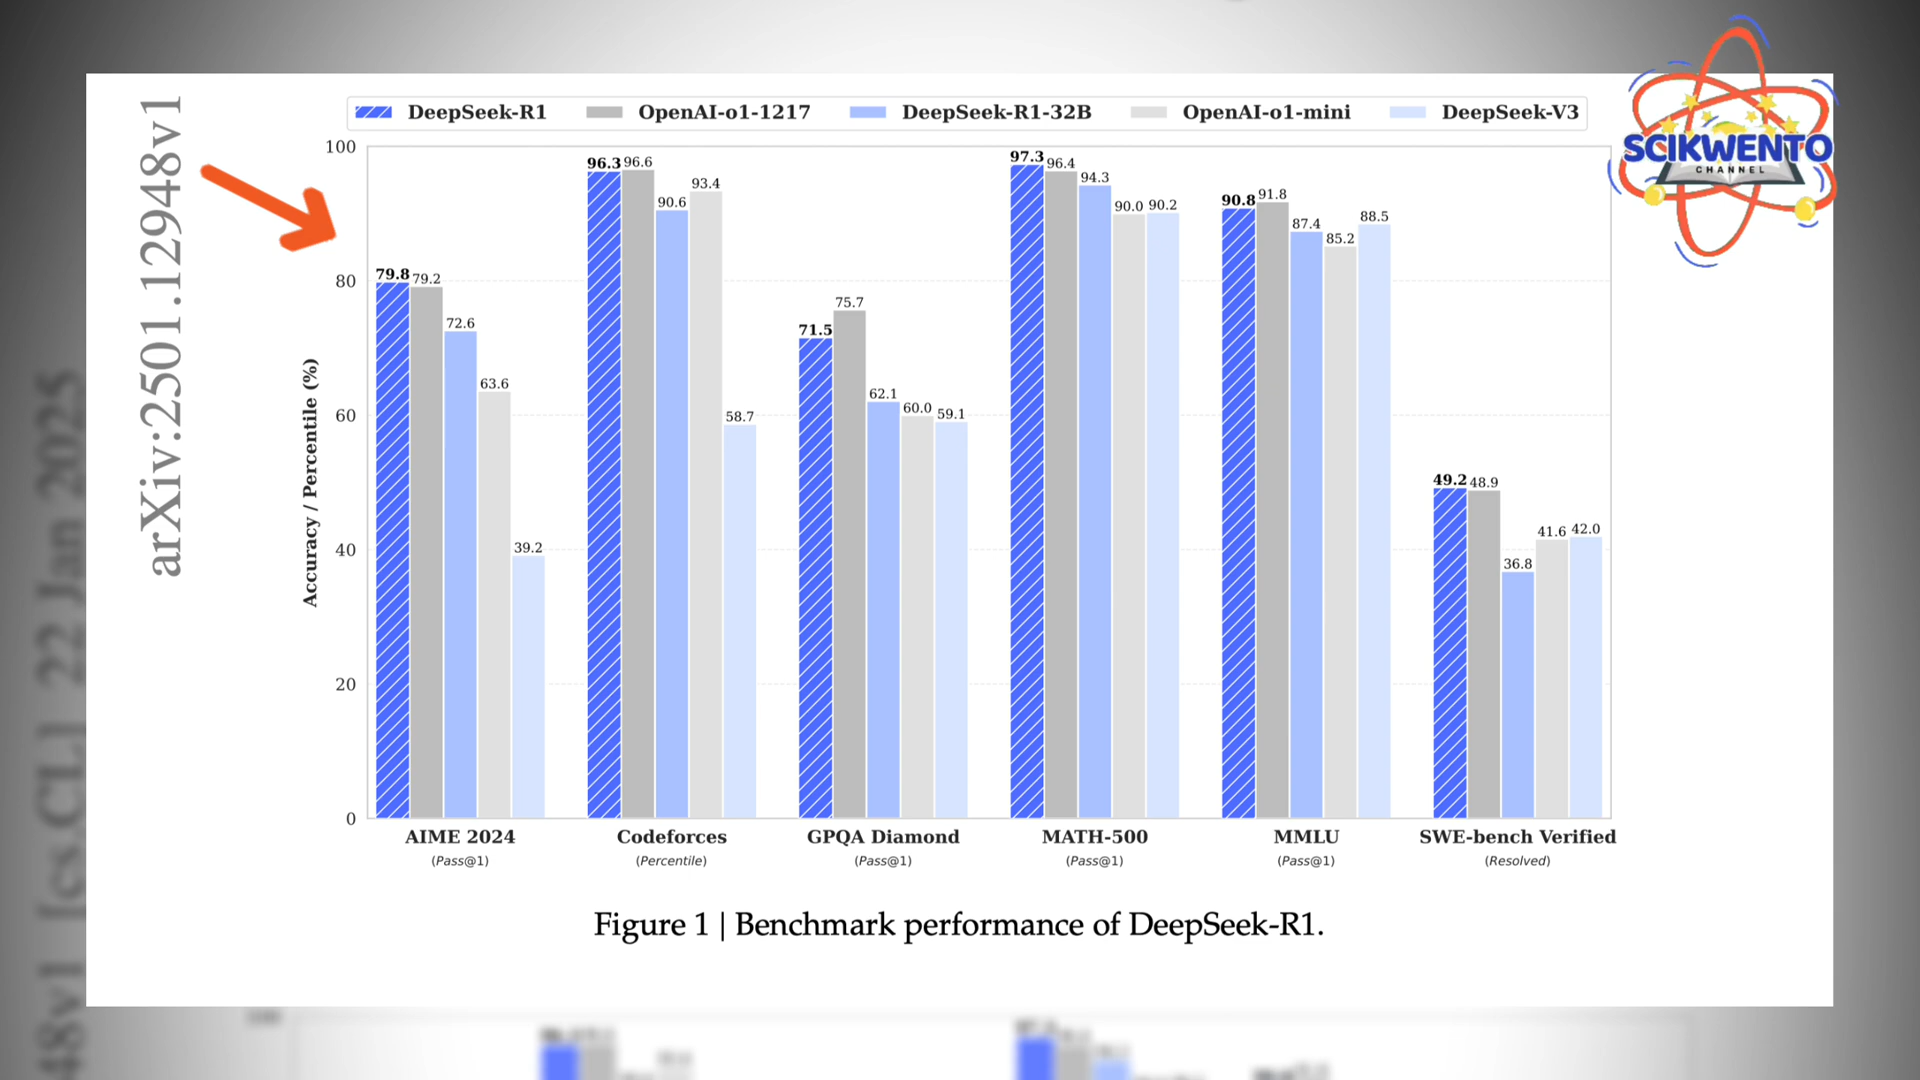 arXiv:2501.12948v1
DeepSeek-R1 OpenAI-o1-1217 DeepSeek-R1-32B OpenAI-o1-mini DeepSeek-V3
SCIKWENTO
CHANNEL
Accuracy / Percentile (%)
100
80
60
40
20
0
79.8 79.2 72.6 63.6 39.2
96.3 96.6 90.6 93.4 58.7
71.5 75.7 62.1 60.0 59.1
97.3 96.4 94.3 90.0 90.2
90.8 91.8 87.4 85.2 88.5
49.2 48.9 36.8 41.6 42.0
AIME 2024 Codeforces GPQA Diamond MATH-500 MMLU SWE-bench Verified
(Pass@1) (Percentile) (Pass@1) (Pass@1) (Pass@1) (Resolved)
Figure 1 | Benchmark performance of DeepSeek-R1.
48v1 [cs.CL] 22 Jan 2025